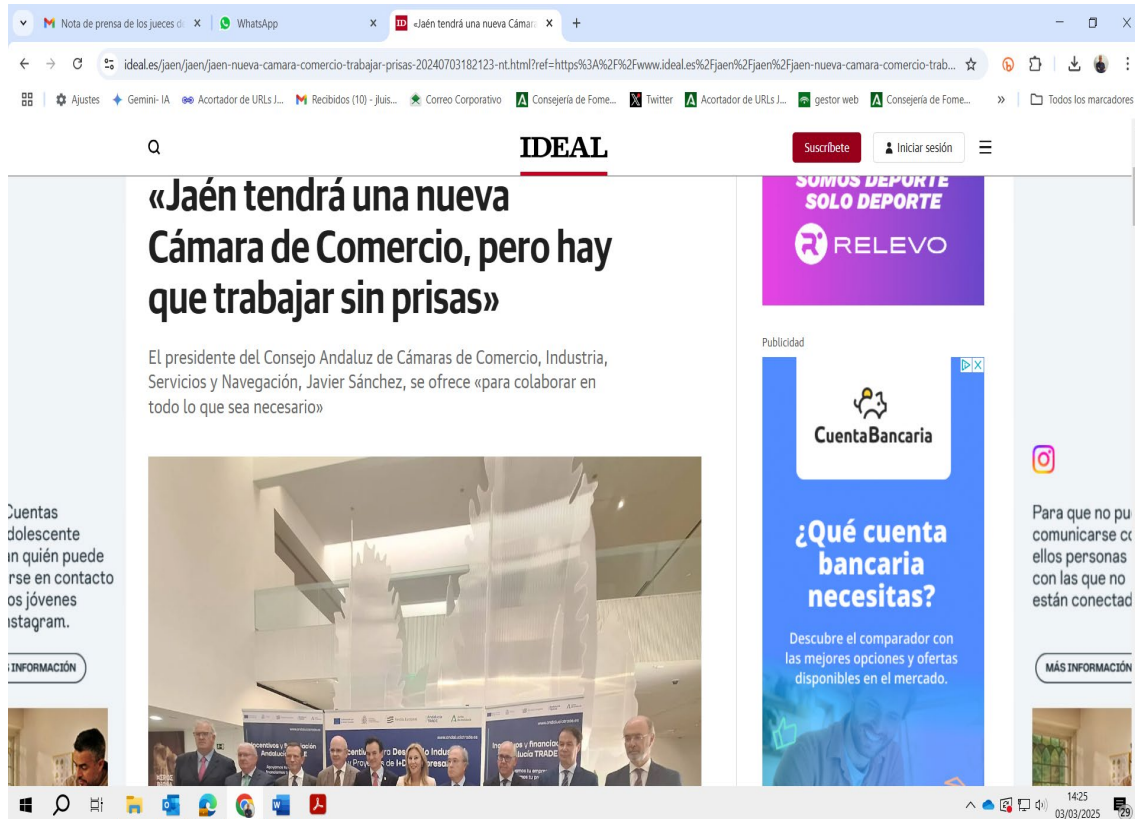 Nota de prensa de los jueces d
WhatsApp
«Jaén tendrá una nueva Cámar
ideal.es/jaen/jaen/jaen-nueva-camara-comercio-trabajar-prisas-20240703182123-nt.html?ref=https%3A%2F%2Fwww.ideal.es%2Fjaen%2Fjaen%2Fjaen-nueva-camara-comercio-trab...
Ajustes
Gemini- IA
Acortador de URLs J...
Recibidos (10) - jluis...
Correo Corporativo
Consejería de Fome...
Twitter
Acortador de URLs J...
gestor web
Consejería de Fome...
»
Todos los marcadores
IDEAL
Suscríbete
Iniciar sesión
«Jaén tendrá una nueva
Cámara de Comercio, pero hay
que trabajar sin prisas»
El presidente del Consejo Andaluz de Cámaras de Comercio, Industria,
Servicios y Navegación, Javier Sánchez, se ofrece «para colaborar en
todo lo que sea necesario»
SOMOS DEPORTE
SOLO DEPORTE
RELEVO
Publicidad
CuentaBancaria
¿Qué cuenta
bancaria
necesitas?
Descubre el comparador con
las mejores opciones y ofertas
disponibles en el mercado.
Cuentas
dolescente
an quién puede
rse en contacto
os jóvenes
nstagram.
INFORMACIÓN
Para que no pu
comunicarse co
ellos personas
con las que no
están conectad
MÁS INFORMACIÓN
14:25
03/03/2025
29